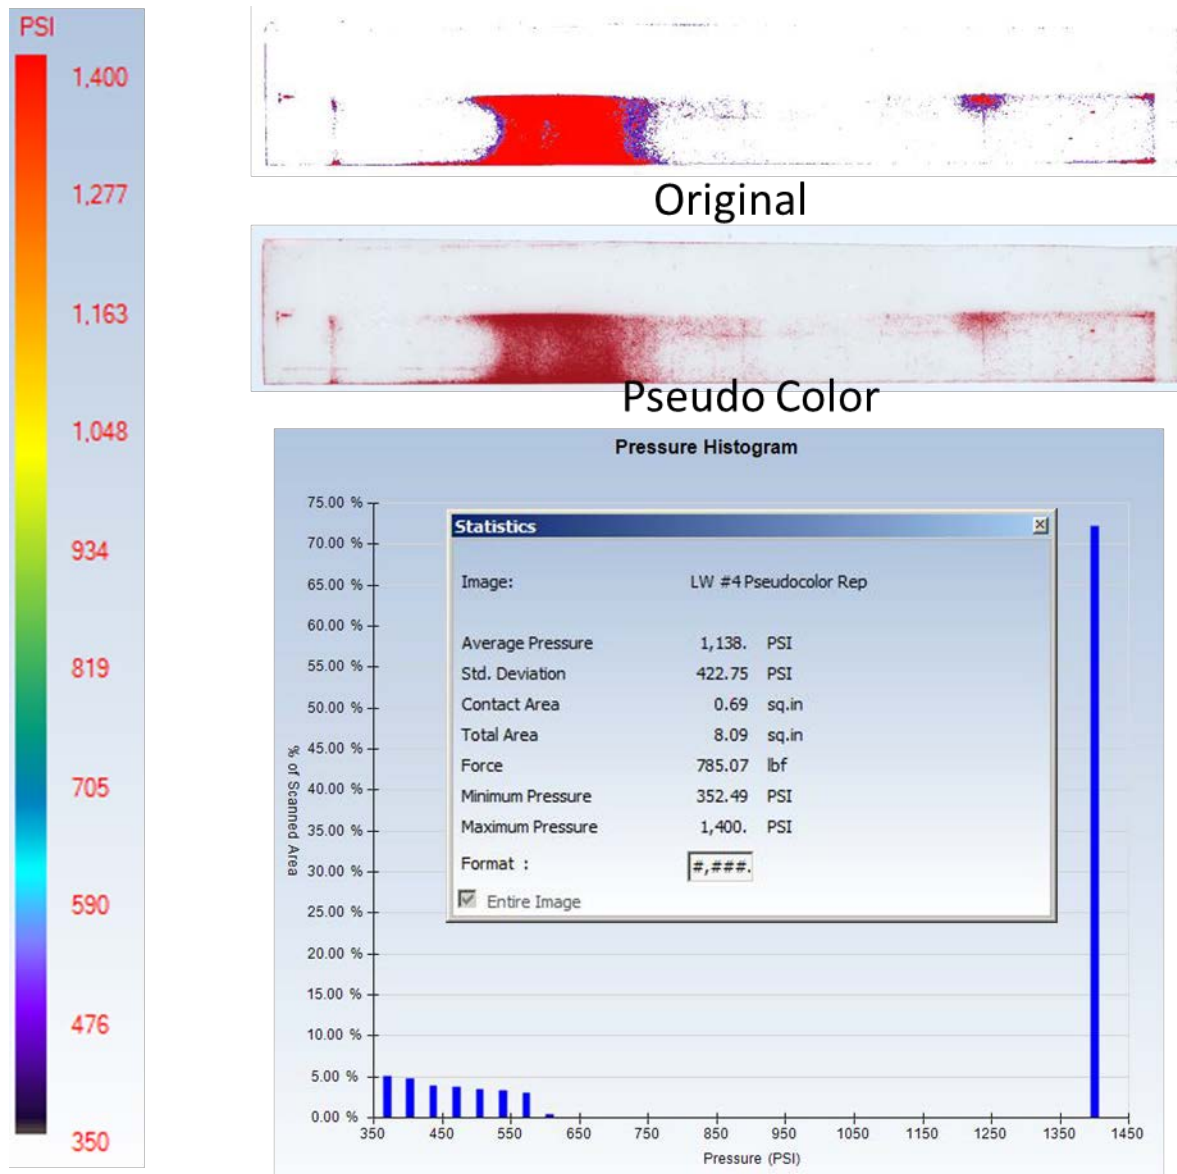 PSI
1,400
1,277
1,163
1,048
934
819
705
590
476
350
Original
Pseudo Color
Pressure Histogram
75.00 %
70.00 %
65.00 %
60.00 %
55.00 %
50.00 %
45.00 %
40.00 %
35.00 %
30.00 %
25.00 %
20.00 %
15.00 %
10.00 %
5.00 %
0.00 %
% of Scanned Area
Statistics
Image: LW #4 Pseudocolor Rep
Average Pressure 1,138. PSI
Std. Deviation 422.75 PSI
Contact Area 0.69 sq.in
Total Area 8.09 sq.in
Force 785.07 lbf
Minimum Pressure 352.49 PSI
Maximum Pressure 1,400. PSI
Format : #,###.
Entire Image
350 450 550 650 750 850 950 1050 1150 1250 1350 1450
Pressure (PSI)